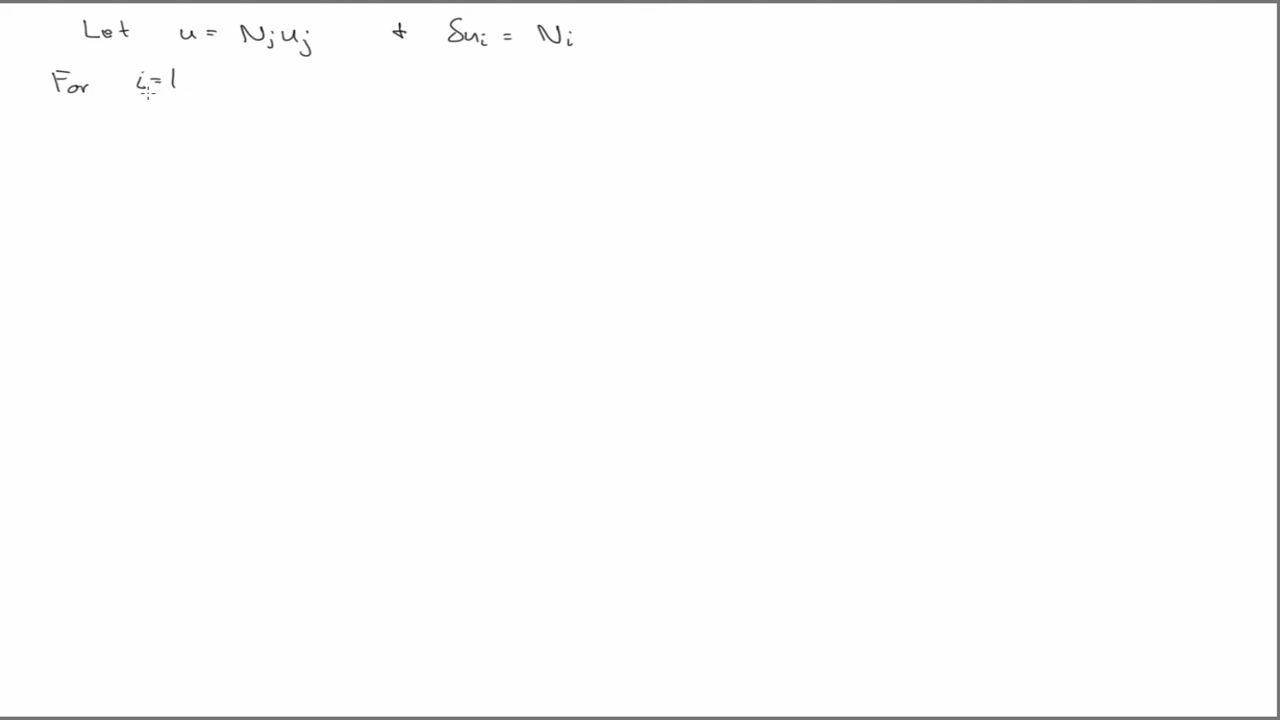 Let u = Njuj + δui = Ni
For i=1